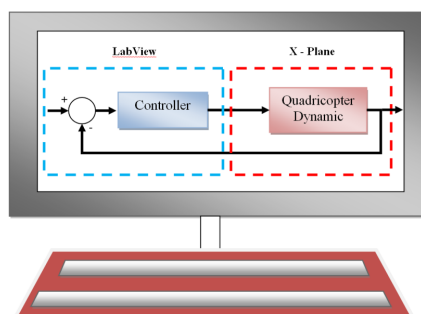 LabView
X - Plane
+
Controller
Quadricopter
Dynamic
-